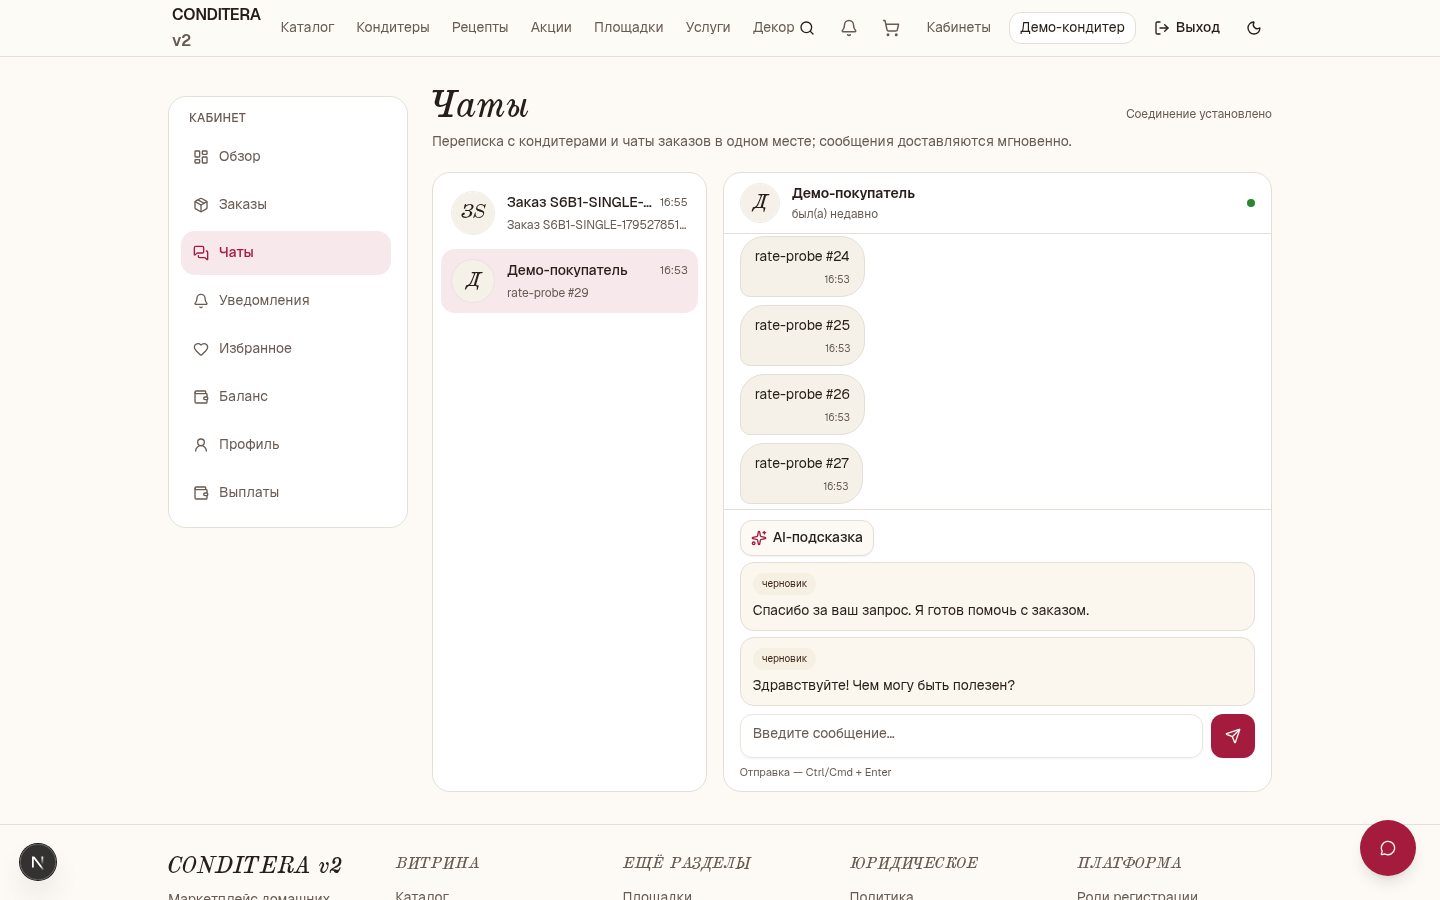 CONDITERA v2
Каталог
Кондитеры
Рецепты
Акции
Площадки
Услуги
Декор
Кабинеты
Демо-кондитер
Выход
КАБИНЕТ
Обзор
Заказы
Чаты
Уведомления
Избранное
Баланс
Профиль
Выплаты
Чаты
Соединение установлено
Переписка с кондитерами и чаты заказов в одном месте; сообщения доставляются мгновенно.
ЗS
Заказ S6B1-SINGLE-... 16:55
Заказ S6B1-SINGLE-179527851...
Д
Демо-покупатель 16:53
rate-probe #29
Д
Демо-покупатель
был(а) недавно
rate-probe #24
16:53
rate-probe #25
16:53
rate-probe #26
16:53
rate-probe #27
16:53
AI-подсказка
черновик
Спасибо за ваш запрос. Я готов помочь с заказом.
черновик
Здравствуйте! Чем могу быть полезен?
Введите сообщение...
Отправка — Ctrl/Cmd + Enter
N
CONDITERA v2
Маркетплейс домашних
ВИТРИНА
Каталог
ЕЩЁ РАЗДЕЛЫ
Площадки
ЮРИДИЧЕСКОЕ
Политика
ПЛАТФОРМА
Роли регистрации